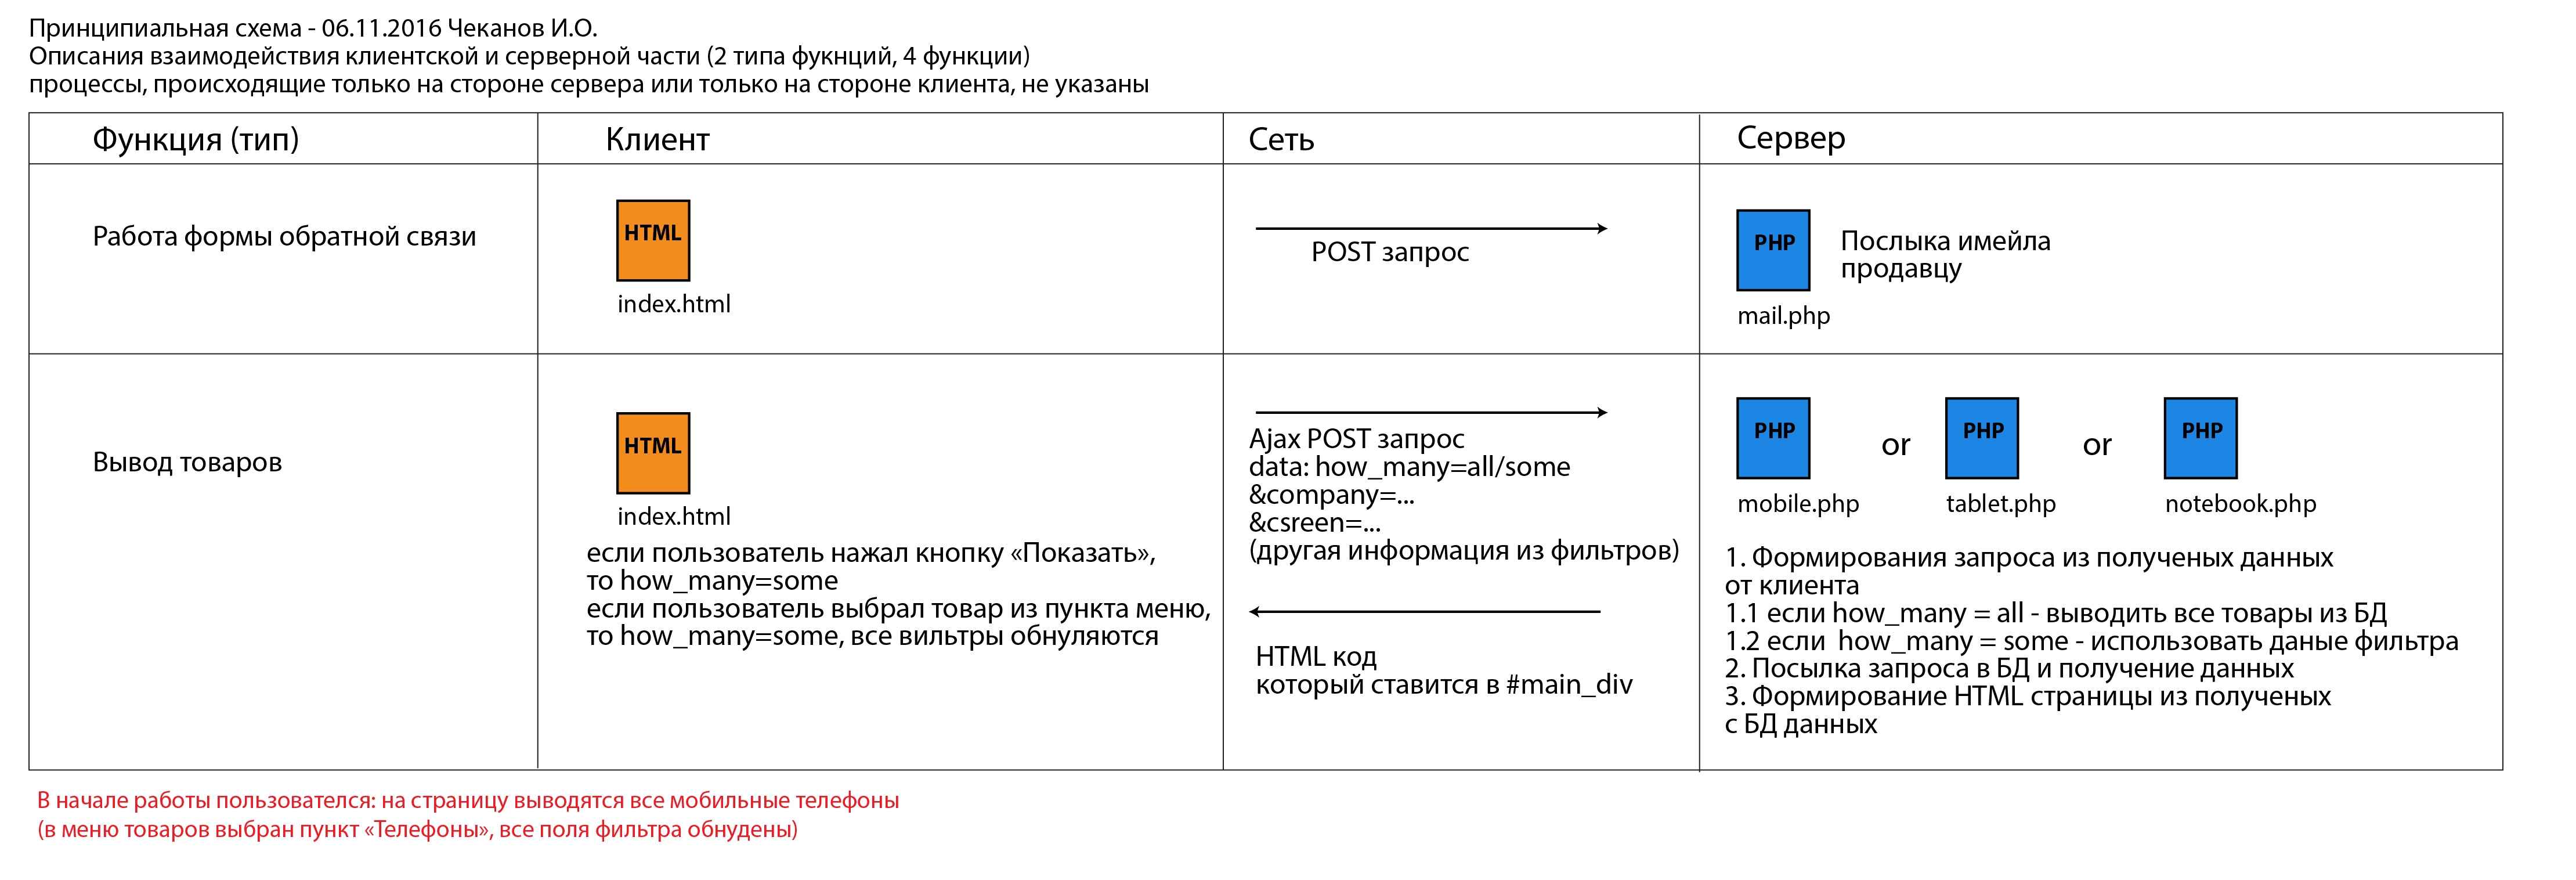 Принципиальная схема - 06.11.2016 Чеканов И.О.
Описания взаимодействия клиентской и серверной части (2 типа фукнций, 4 функции)
процессы, происходящие только на стороне сервера или только на стороне клиента, не указаны
Функция (тип)
Клиент
Сеть
Сервер
Работа формы обратной связи
HTML
index.html
POST запрос
PHP
mail.php
Послыка имейла
продавцу
Вывод товаров
HTML
index.html
если пользователь нажал кнопку «Показать»,
то how_many=some
если пользователь выбрал товар из пункта меню,
то how_many=some, все вильтры обнуляются
Ajax POST запрос
data: how_many=all/some
&company=...
&csreen=...
(другая информация из фильтров)
HTML код
который ставится в #main_div
PHP
mobile.php
or
PHP
tablet.php
or
PHP
notebook.php
1. Формирования запроса из полученых данных
от клиента
1.1 если how_many = all - выводить все товары из БД
1.2 если  how_many = some - использовать даные фильтра
2. Посылка запроса в БД и получение данных
3. Формирование HTML страницы из полученых
с БД данных
В начале работы пользователся: на страницу выводятся все мобильные телефоны
(в меню товаров выбран пункт «Телефоны», все поля фильтра обнудены)